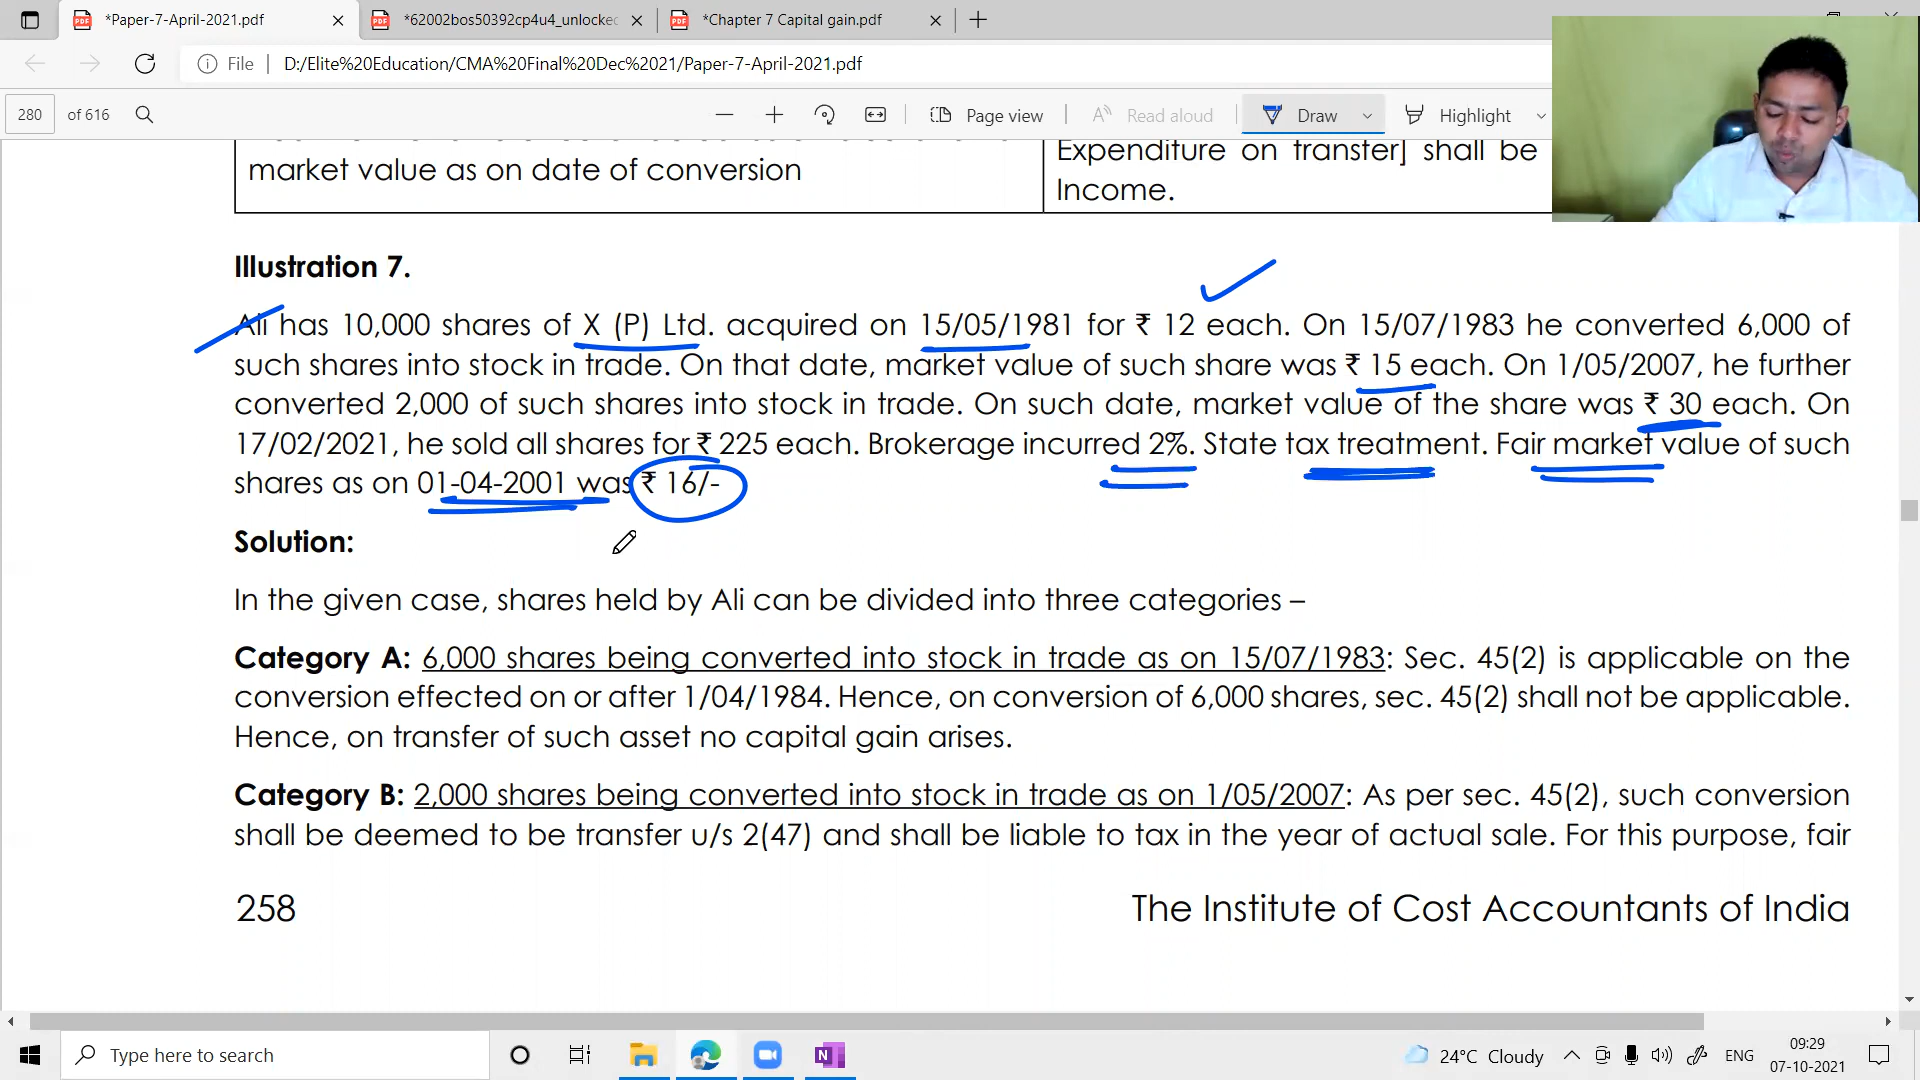 *Paper-7-April-2021.pdf
*62002bos50392cp4u4_unlocked
*Chapter 7 Capital gain.pdf
File
D:/Elite%20Education/CMA%20Final%20Dec%2021/Paper-7-April-2021.pdf
280 of 616
Page view
Read aloud
Draw
Highlight
market value as on date of conversion
Expenditure on transfer] shall be
Income.
Illustration 7.
Ali has 10,000 shares of X (P) Ltd. acquired on 15/05/1981 for ₹ 12 each. On 15/07/1983 he converted 6,000 of
such shares into stock in trade. On that date, market value of such share was ₹ 15 each. On 1/05/2007, he further
converted 2,000 of such shares into stock in trade. On such date, market value of the share was ₹ 30 each. On
17/02/2021, he sold all shares for ₹ 225 each. Brokerage incurred 2%. State tax treatment. Fair market value of such
shares as on 01-04-2001 was ₹ 16/-
Solution:
In the given case, shares held by Ali can be divided into three categories –
Category A: 6,000 shares being converted into stock in trade as on 15/07/1983: Sec. 45(2) is applicable on the
conversion effected on or after 1/04/1984. Hence, on conversion of 6,000 shares, sec. 45(2) shall not be applicable.
Hence, on transfer of such asset no capital gain arises.
Category B: 2,000 shares being converted into stock in trade as on 1/05/2007: As per sec. 45(2), such conversion
shall be deemed to be transfer u/s 2(47) and shall be liable to tax in the year of actual sale. For this purpose, fair
258
The Institute of Cost Accountants of India
Type here to search
24°C Cloudy
ENG
09:29
07-10-2021